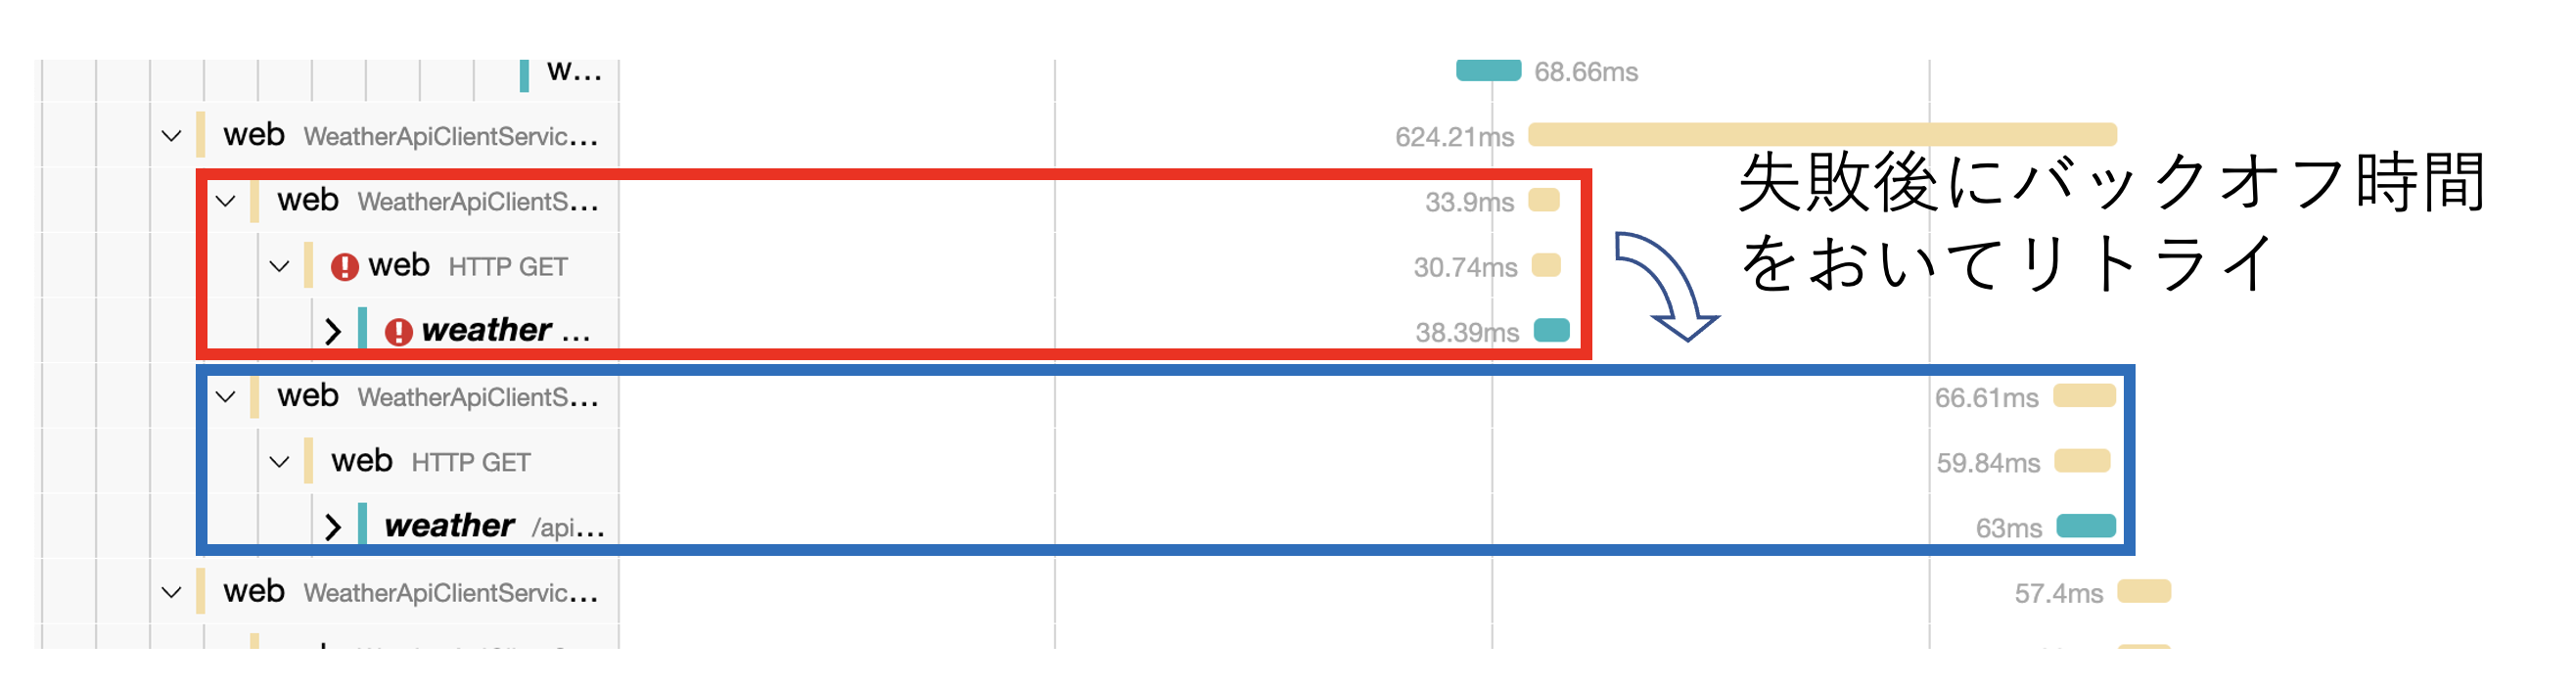 w... 68.66ms
web WeatherApiClientServic... 624.21ms
web WeatherApiClientS... 33.9ms
失敗後にバックオフ時間
web HTTP GET 30.74ms
をおいてリトライ
weather ... 38.39ms
web WeatherApiClientS... 66.61ms
web HTTP GET 59.84ms
weather /api... 63ms
web WeatherApiClientServic... 57.4ms